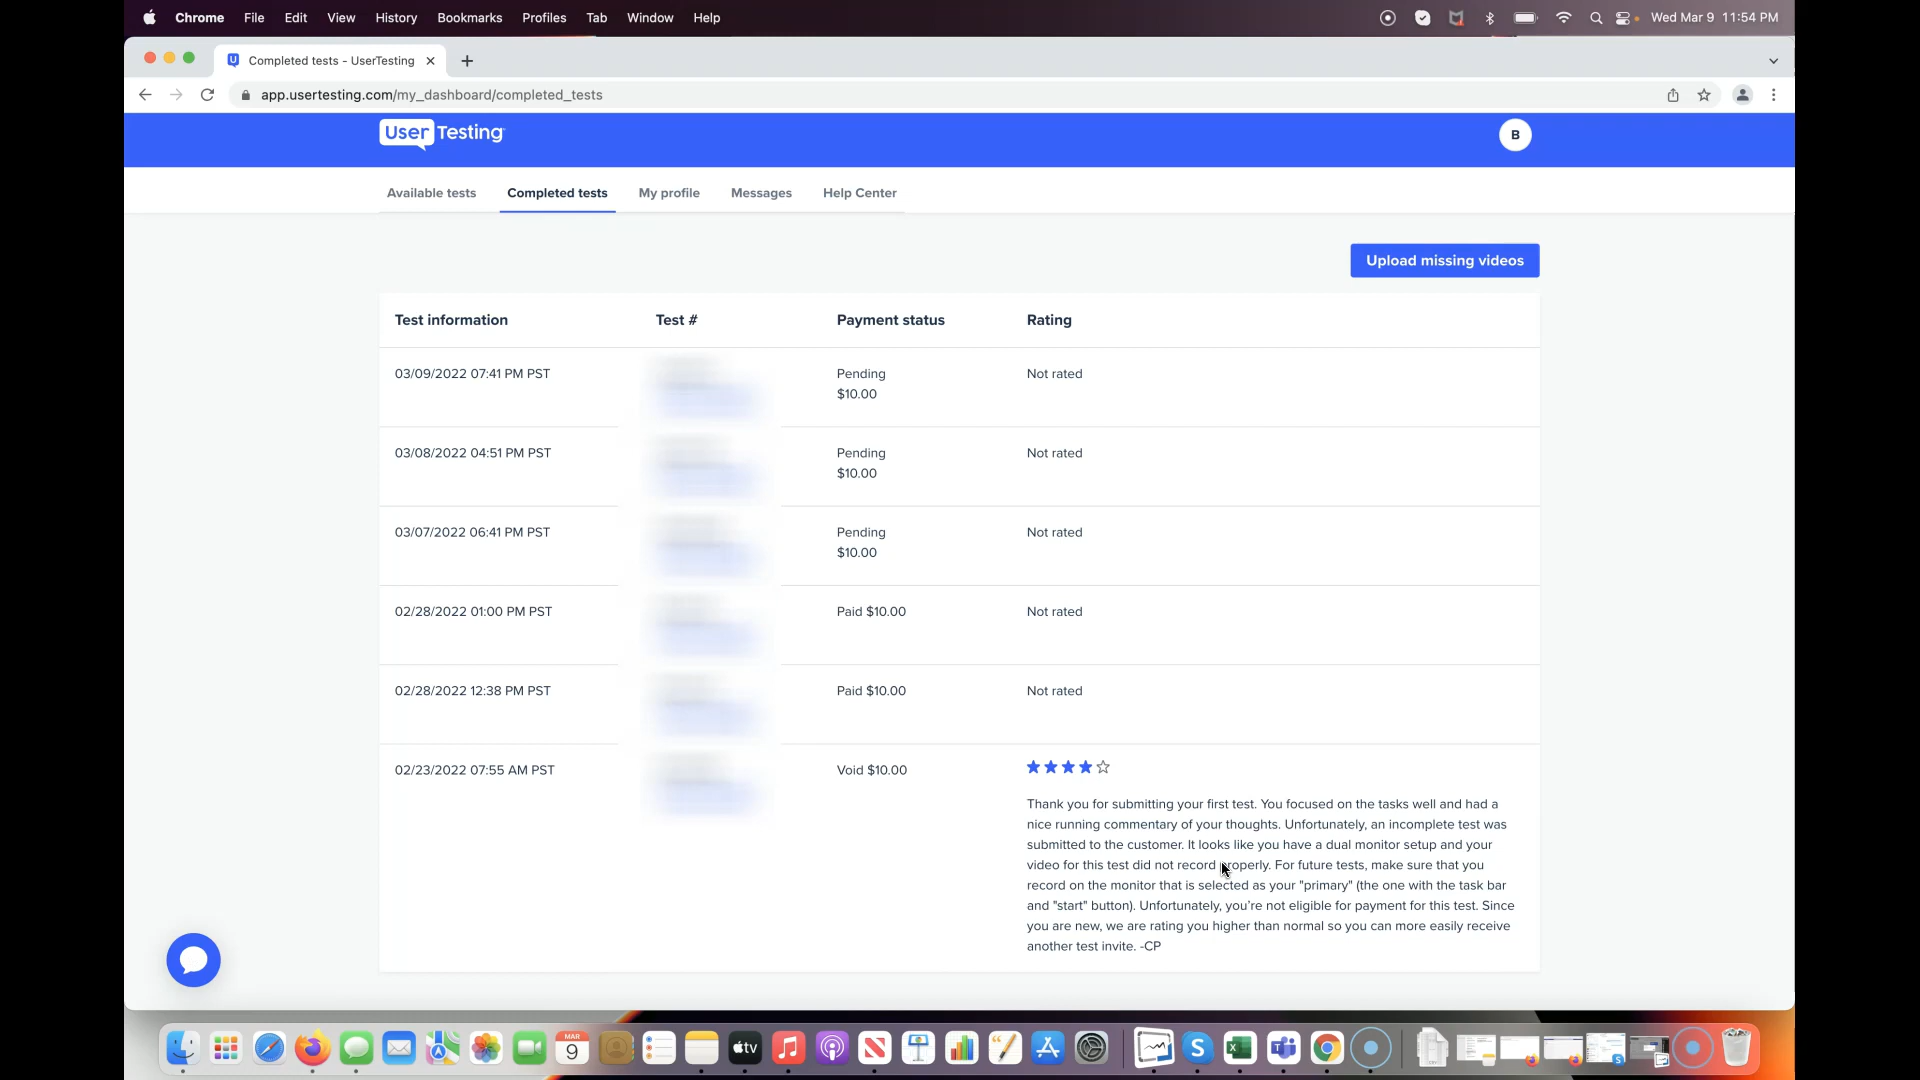 Chrome File Edit View History Bookmarks Profiles Tab Window Help Wed Mar 9 11:54 PM
Completed tests - UserTesting
app.usertesting.com/my_dashboard/completed_tests
User Testing B
Available tests Completed tests My profile Messages Help Center
Upload missing videos
Test information Test # Payment status Rating
03/09/2022 07:41 PM PST Pending Not rated
$10.00
03/08/2022 04:51 PM PST Pending Not rated
$10.00
03/07/2022 06:41 PM PST Pending Not rated
$10.00
02/28/2022 01:00 PM PST Paid $10.00 Not rated
02/28/2022 12:38 PM PST Paid $10.00 Not rated
02/23/2022 07:55 AM PST Void $10.00
Thank you for submitting your first test. You focused on the tasks well and had a
nice running commentary of your thoughts. Unfortunately, an incomplete test was
submitted to the customer. It looks like you have a dual monitor setup and your
video for this test did not record properly. For future tests, make sure that you
record on the monitor that is selected as your "primary" (the one with the task bar
and "start" button). Unfortunately, you're not eligible for payment for this test. Since
you are new, we are rating you higher than normal so you can more easily receive
another test invite. -CP
MAR
9
tv